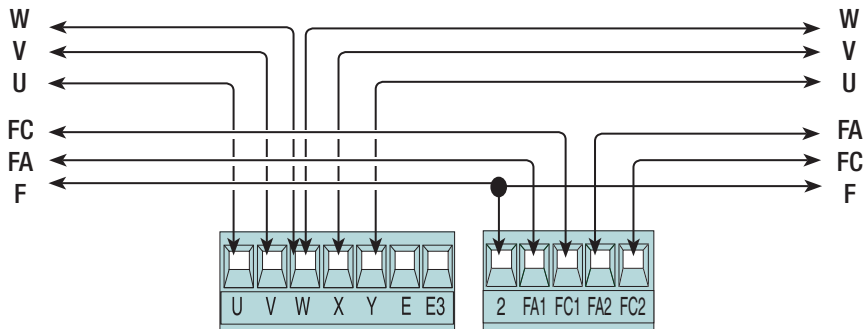 W W
V V
U U
FC FA
FA FC
F F
U V W X Y E E3 2 FA1 FC1 FA2 FC2